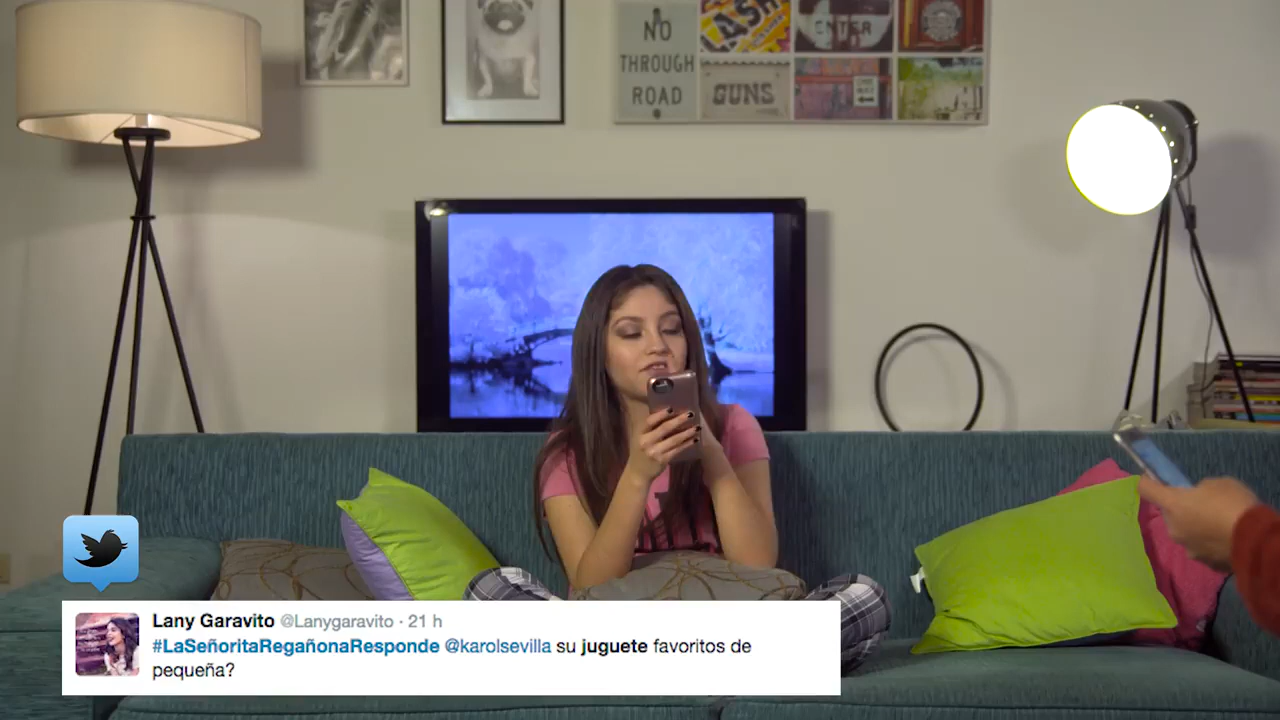 NO
THROUGH
ROAD
ENTER
GUNS
Lany Garavito @Lanygaravito · 21 h
#LaSeñoritaRegañonaResponde @karolsevilla su juguete favoritos de
pequeña?